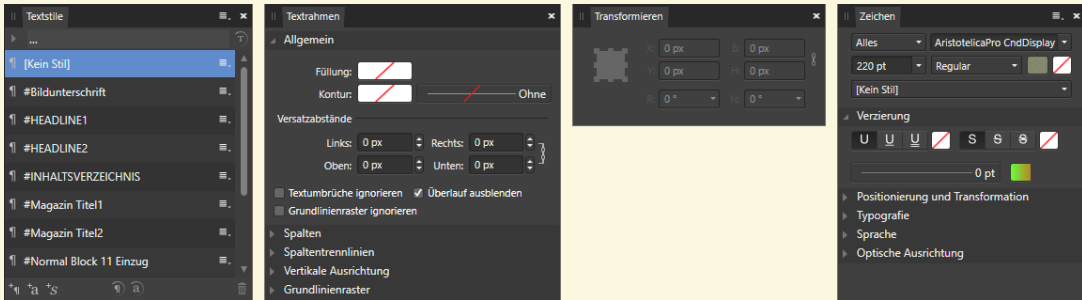 Textstile
...
[Kein Stil]
#Bildunterschrift
#HEADLINE1
#HEADLINE2
#INHALTSVERZEICHNIS
#Magazin Titel1
#Magazin Titel2
#Normal Block 11 Einzug
Textrahmen
Allgemein
Füllung:
Kontur: Ohne
Versatzabstände
Links: 0 px Rechts: 0 px
Oben: 0 px Unten: 0 px
Textumbrüche ignorieren Überlauf ausblenden
Grundlinienraster ignorieren
Spalten
Spaltentrennlinien
Vertikale Ausrichtung
Grundlinienraster
Transformieren
X: 0 px B: 0 px
Y: 0 px H: 0 px
R: 0 ° N: 0 °
Zeichen
Alles AristotelicaPro CndDisplay
220 pt Regular
[Kein Stil]
Verzierung
U U U S S S
0 pt
Positionierung und Transformation
Typografie
Sprache
Optische Ausrichtung